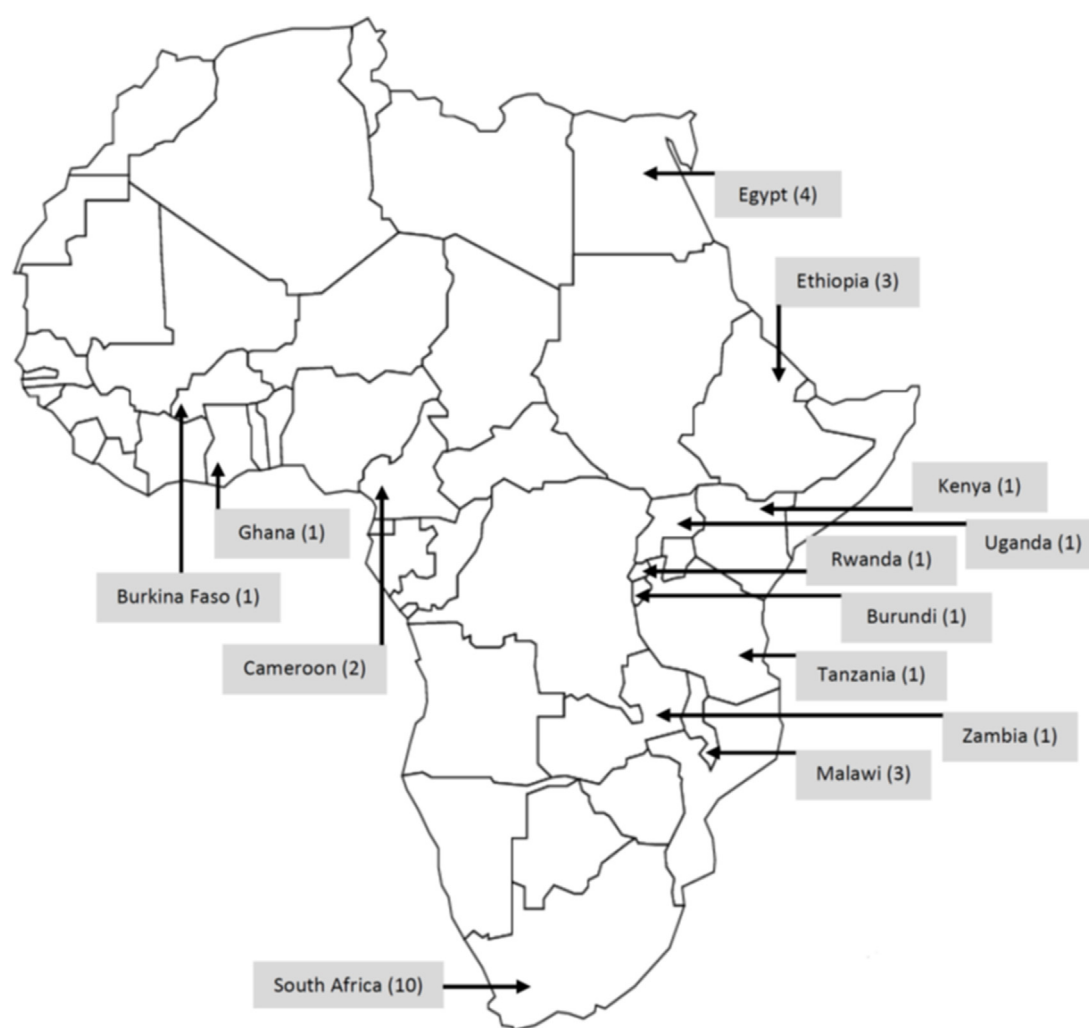 Egypt (4)
Ethiopia (3)
Kenya (1)
Ghana (1)
Uganda (1)
Rwanda (1)
Burkina Faso (1)
Burundi (1)
Cameroon (2)
Tanzania (1)
Zambia (1)
Malawi (3)
South Africa (10)